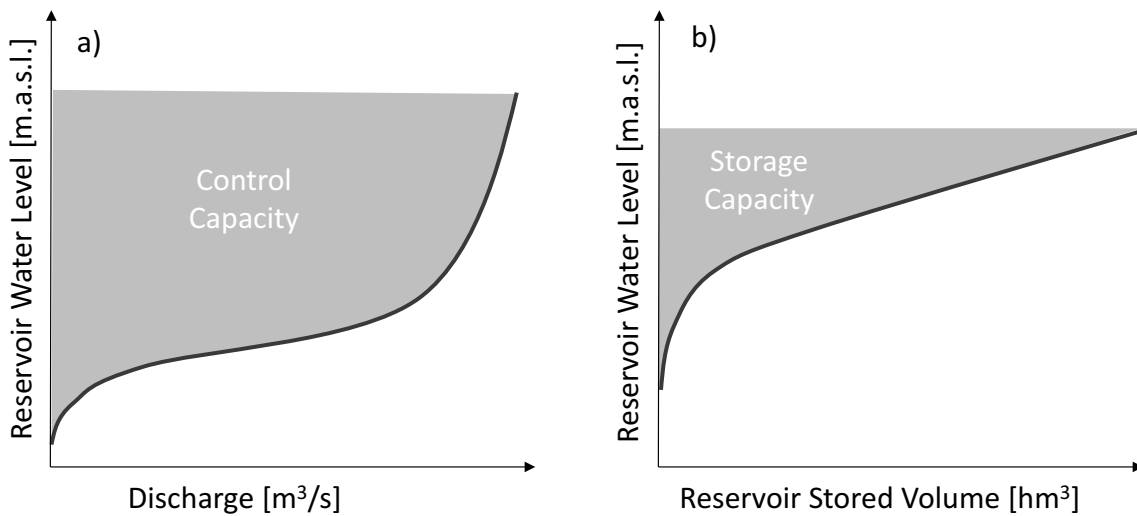 a)
Reservoir Water Level [m.a.s.l.]
Control
Capacity
Discharge [m³/s]
b)
Reservoir Water Level [m.a.s.l.]
Storage
Capacity
Reservoir Stored Volume [hm³]